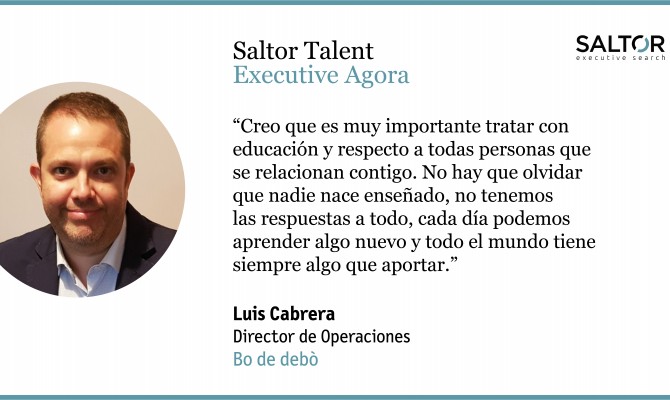 Saltor Talent
Executive Agora
SALTOR
executive search
“Creo que es muy importante tratar con
educación y respecto a todas personas que
se relacionan contigo. No hay que olvidar
que nadie nace enseñado, no tenemos
las respuestas a todo, cada día podemos
aprender algo nuevo y todo el mundo tiene
siempre algo que aportar.”
Luis Cabrera
Director de Operaciones
Bo de debò